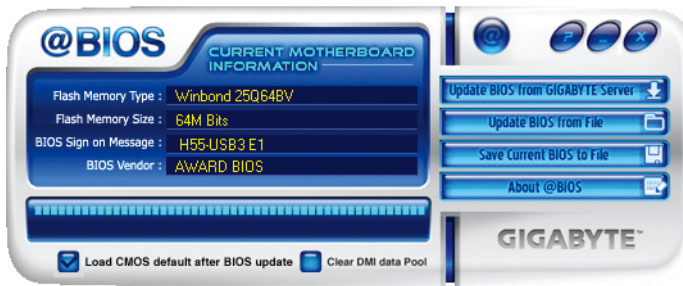 @BIOS
CURRENT MOTHERBOARD
INFORMATION
Flash Memory Type : Winbond 25Q64BV
Flash Memory Size : 64M Bits
BIOS Sign on Message : H55-USB3 E1
BIOS Vendor : AWARD BIOS
Load CMOS default after BIOS update
Clear DMI data Pool
@
? - X
Update BIOS from GIGABYTE Server
Update BIOS from File
Save Current BIOS to File
About @BIOS
GIGABYTE™